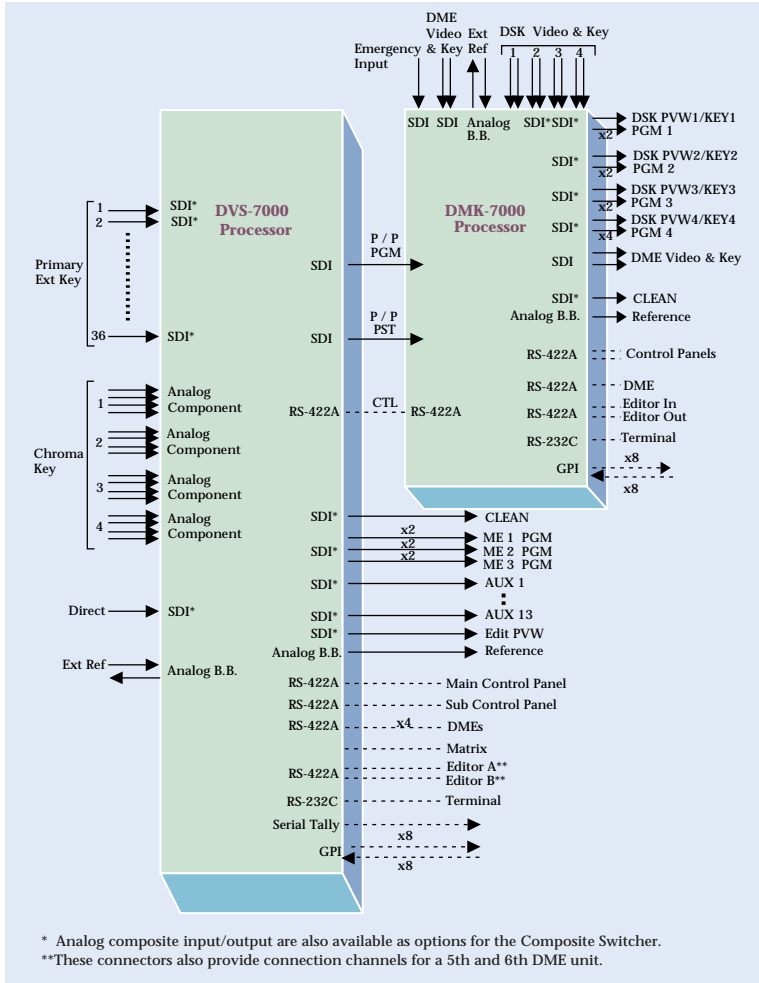 DME
Emergency Video Ext
Input & Key Ref
DSK Video & Key
1 2 3 4
SDI SDI Analog B.B. SDI* SDI*
DMK-7000
Processor
x2
DSK PVW1/KEY1
PGM 1
SDI*
x2
DSK PVW2/KEY2
PGM 2
SDI*
x2
DSK PVW3/KEY3
PGM 3
SDI*
x4
DSK PVW4/KEY4
PGM 4
SDI DME Video & Key
SDI* CLEAN
Analog B.B. Reference
RS-422A Control Panels
RS-422A DME
RS-422A Editor In
Editor Out
RS-232C Terminal
GPI x8
x8
DVS-7000
Processor
Primary
Ext Key
1 SDI*
2 SDI*
36 SDI*
SDI P / P
PGM
SDI P / P
PST
RS-422A CTL RS-422A
Chroma
Key
1 Analog
Component
2 Analog
Component
3 Analog
Component
4 Analog
Component
Direct SDI*
Ext Ref Analog B.B.
SDI* CLEAN
SDI* x2 ME 1 PGM
x2 ME 2 PGM
x2 ME 3 PGM
SDI* AUX 1
SDI* AUX 13
SDI* Edit PVW
Analog B.B. Reference
RS-422A Main Control Panel
RS-422A Sub Control Panel
RS-422A x4 DMEs
Matrix
RS-422A Editor A**
Editor B**
RS-232C Terminal
Serial Tally
GPI x8
x8
* Analog composite input/output are also available as options for the Composite Switcher.
**These connectors also provide connection channels for a 5th and 6th DME unit.